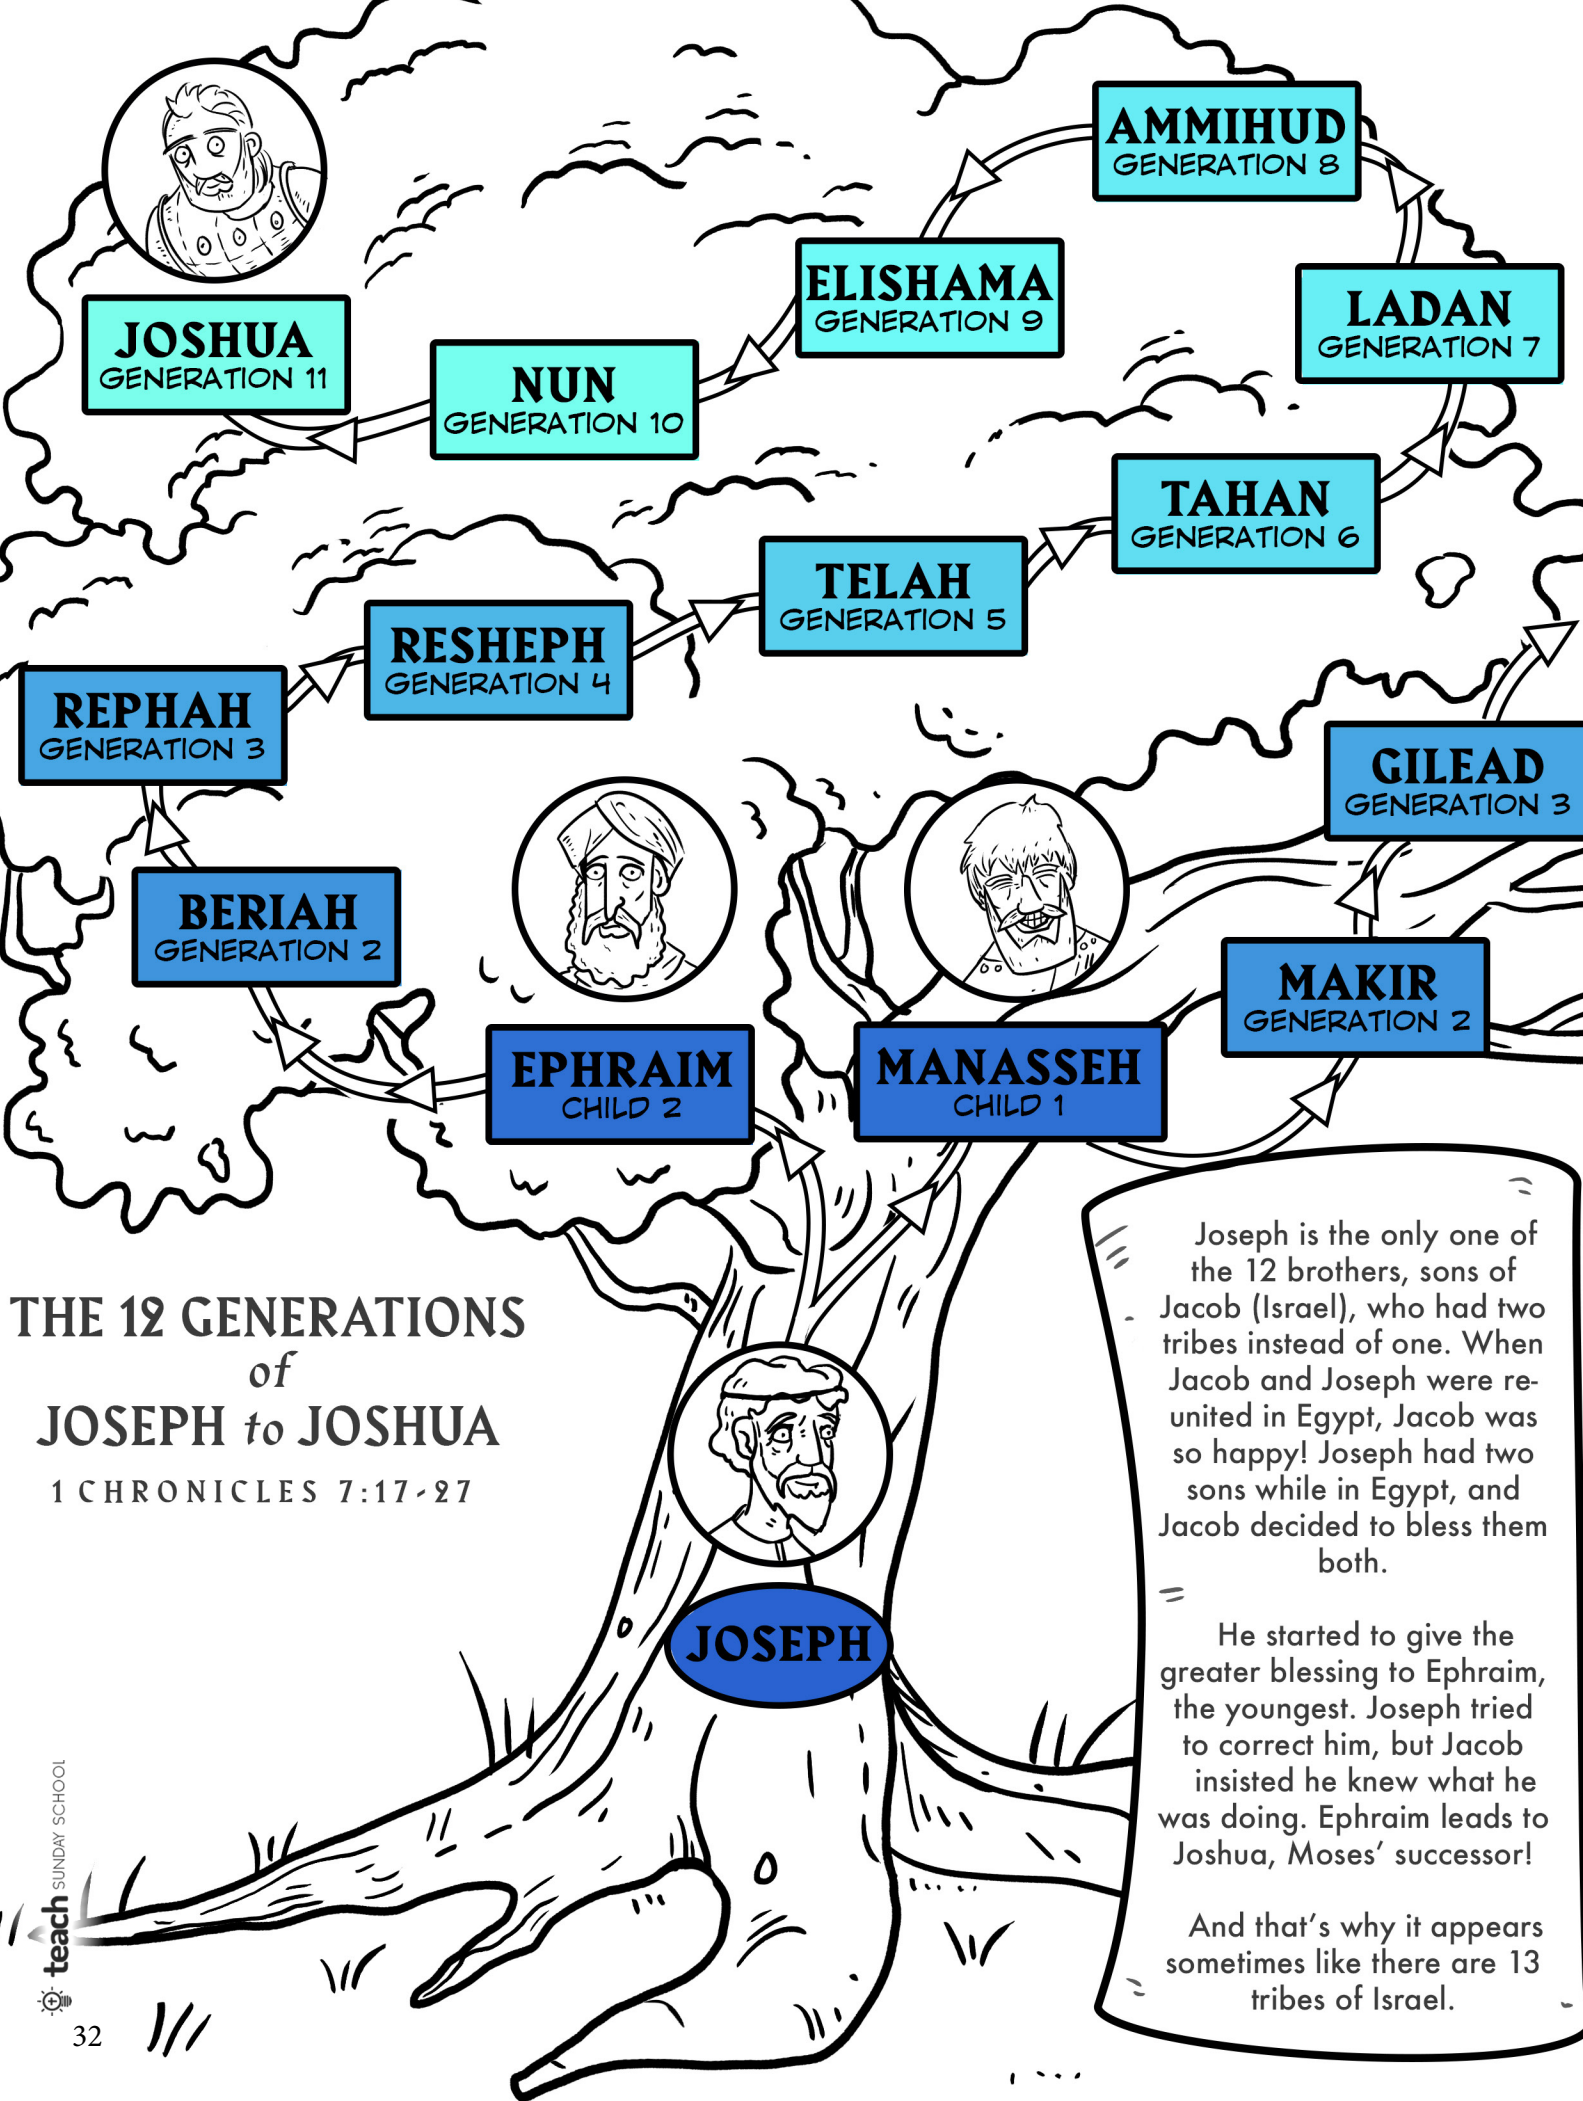 AMMIHUD
GENERATION 8
ELISHAMA
GENERATION 9
LADAN
GENERATION 7
JOSHUA
GENERATION 11
NUN
GENERATION 10
TAHAN
GENERATION 6
TELAH
GENERATION 5
RESHEPH
GENERATION 4
REPHAH
GENERATION 3
GILEAD
GENERATION 3
BERIAH
GENERATION 2
MAKIR
GENERATION 2
EPHRAIM
CHILD 2
MANASSEH
CHILD 1
THE 12 GENERATIONS
of
JOSEPH to JOSHUA
1 CHRONICLES 7:17-27
JOSEPH
Joseph is the only one of
the 12 brothers, sons of
Jacob (Israel), who had two
tribes instead of one. When
Jacob and Joseph were re-
united in Egypt, Jacob was
so happy! Joseph had two
sons while in Egypt, and
Jacob decided to bless them
both.
He started to give the
greater blessing to Ephraim,
the youngest. Joseph tried
to correct him, but Jacob
insisted he knew what he
was doing. Ephraim leads to
Joshua, Moses' successor!
And that's why it appears
sometimes like there are 13
tribes of Israel.
teach SUNDAY SCHOOL
32